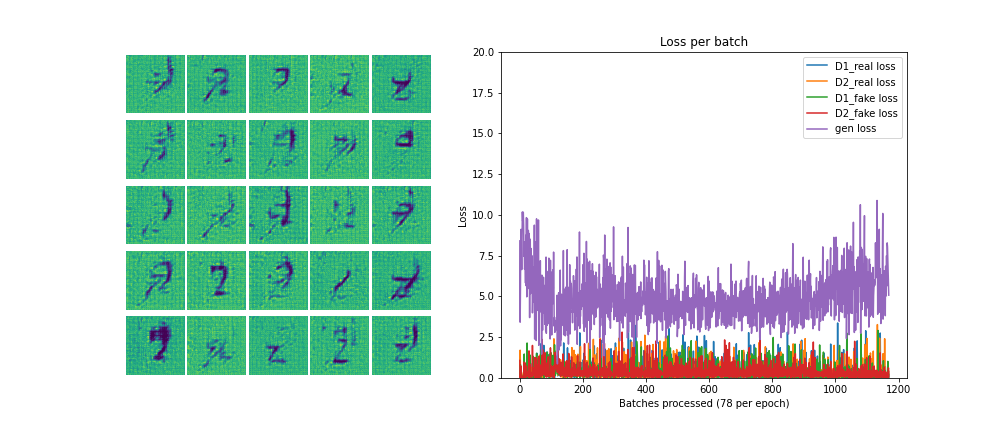 Loss per batch
20.0
17.5
15.0
12.5
10.0
7.5
5.0
2.5
0.0
Loss
D1_real loss
D2_real loss
D1_fake loss
D2_fake loss
gen loss
0 200 400 600 800 1000 1200
Batches processed (78 per epoch)